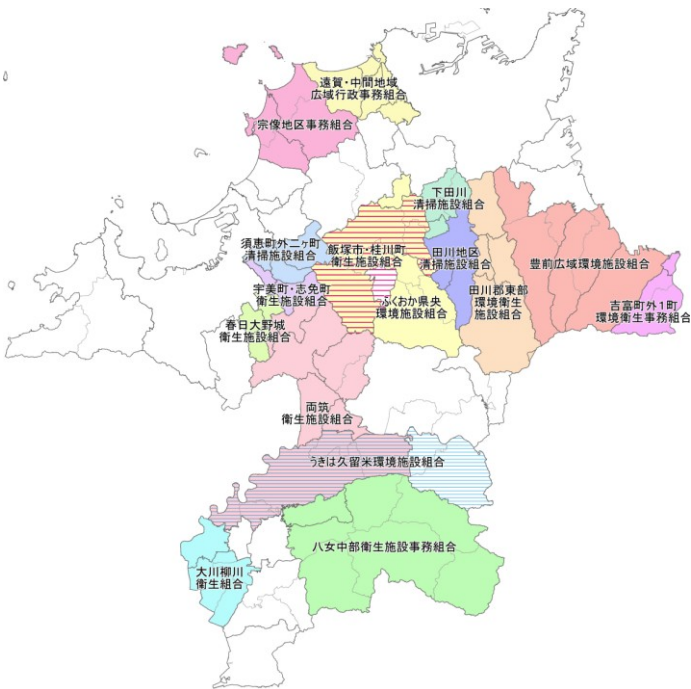 遠賀・中間地域
広域行政事務組合
宗像地区事務組合
下田川
清掃施設組合
須恵町外二ヶ町
清掃施設組合
飯塚市・桂川町
衛生施設組合
田川地区
清掃施設組合
豊前広域環境施設組合
宇美町・志免町
衛生施設組合
ふくおか県央
環境施設組合
田川郡東部
環境衛生
施設組合
吉富町外1町
環境衛生事務組合
春日大野城
衛生施設組合
両筑
衛生施設組合
うきは久留米環境施設組合
八女中部衛生施設事務組合
大川柳川
衛生組合